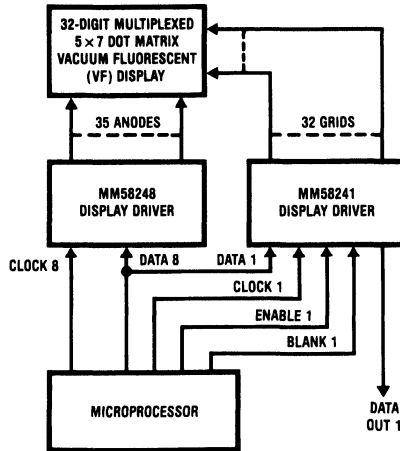 32-DIGIT MULTIPLEXED
5 × 7 DOT MATRIX
VACUUM FLUORESCENT
(VF) DISPLAY
35 ANODES
32 GRIDS
MM58248
DISPLAY DRIVER
MM58241
DISPLAY DRIVER
CLOCK 8
DATA 8
DATA 1
CLOCK 1
ENABLE 1
BLANK 1
MICROPROCESSOR
DATA
OUT 1